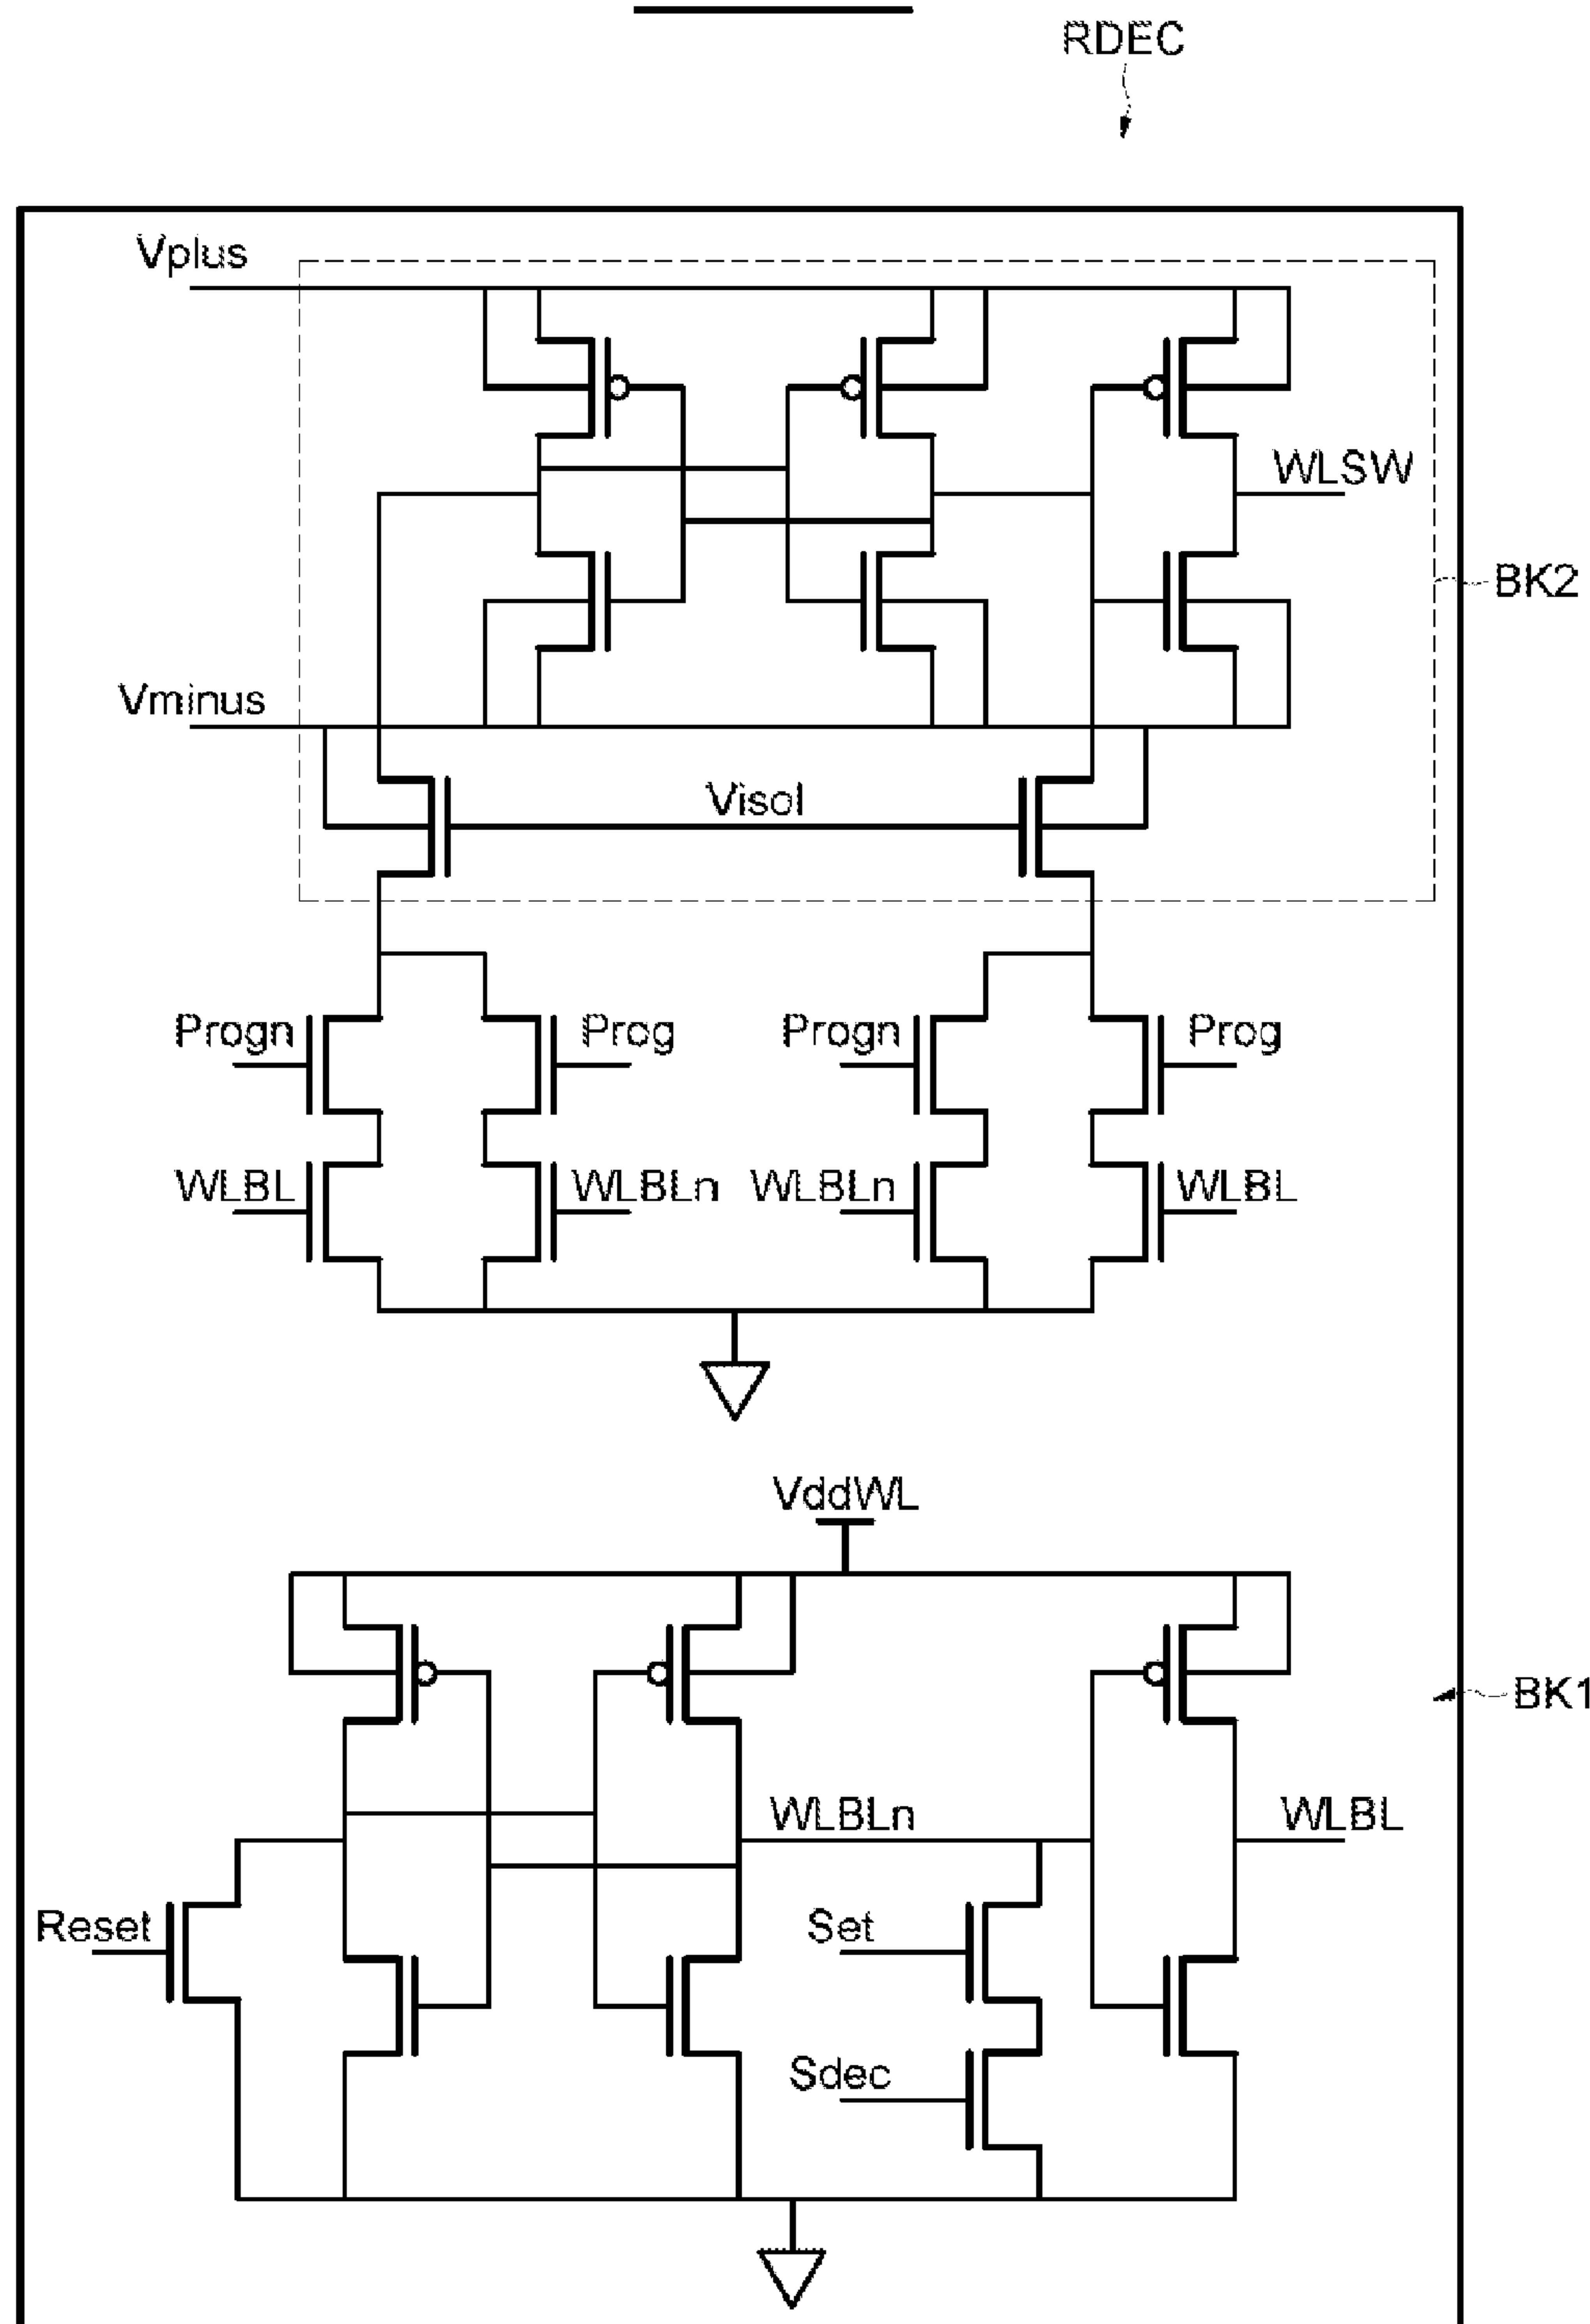 RDEC
Vplus
WLSW
BK2
Vminus
Visol
Progn Prog Progn Prog
WLBL WLBLn WLBLn WLBL
VddWL
BK1
WLBLn WLBL
Reset Set
Sdec